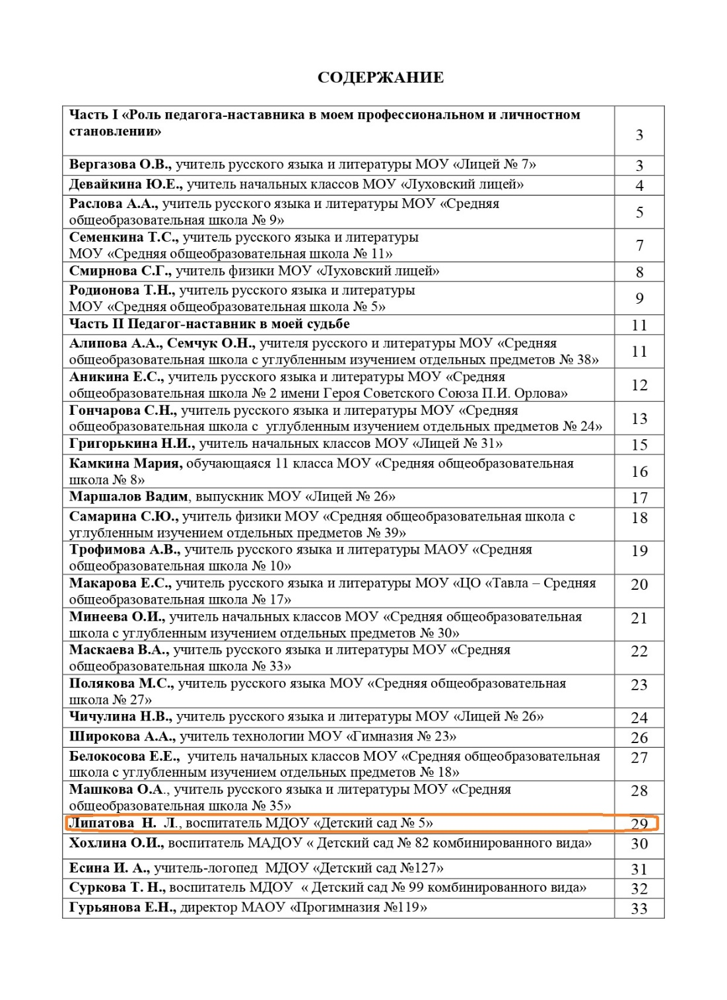 СОДЕРЖАНИЕ
Часть I «Роль педагога-наставника в моем профессиональном и личностном
становлении»
3
Вергазова О.В., учитель русского языка и литературы МОУ «Лицей № 7»
3
Девайкина Ю.Е., учитель начальных классов МОУ «Луховский лицей»
4
Раслова А.А., учитель русского языка и литературы МОУ «Средняя
общеобразовательная школа № 9»
5
Семенкина Т.С., учитель русского языка и литературы
МОУ «Средняя общеобразовательная школа № 11»
7
Смирнова С.Г., учитель физики МОУ «Луховский лицей»
8
Родионова Т.Н., учитель русского языка и литературы
МОУ «Средняя общеобразовательная школа № 5»
9
Часть II Педагог-наставник в моей судьбе
11
Алипова А.А., Семчук О.Н., учителя русского и литературы МОУ «Средняя
общеобразовательная школа с углубленным изучением отдельных предметов № 38»
11
Аникина Е.С., учитель русского языка и литературы МОУ «Средняя
общеобразовательная школа № 2 имени Героя Советского Союза П.И. Орлова»
12
Гончарова С.Н., учитель русского языка и литературы МОУ «Средняя
общеобразовательная школа с  углубленным изучением отдельных предметов № 24»
13
Григорькина Н.И., учитель начальных классов МОУ «Лицей № 31»
15
Камкина Мария, обучающаяся 11 класса МОУ «Средняя общеобразовательная
школа № 8»
16
Маршалов Вадим, выпускник МОУ «Лицей № 26»
17
Самарина С.Ю., учитель физики МОУ «Средняя общеобразовательная школа с
углубленным изучением отдельных предметов № 39»
18
Трофимова А.В., учитель русского языка и литературы МАОУ «Средняя
общеобразовательная школа № 10»
19
Макарова Е.С., учитель русского языка и литературы МОУ «ЦО «Тавла – Средняя
общеобразовательная школа № 17»
20
Минеева О.И., учитель начальных классов МОУ «Средняя общеобразовательная
школа с углубленным изучением отдельных предметов № 30»
21
Маскаева В.А., учитель русского языка и литературы МОУ «Средняя
общеобразовательная школа № 33»
22
Полякова М.С., учитель русского языка МОУ «Средняя общеобразовательная
школа № 27»
23
Чичулина Н.В., учитель русского языка и литературы МОУ «Лицей № 26»
24
Широкова А.А., учитель технологии МОУ «Гимназия № 23»
26
Белокосова Е.Е.,  учитель начальных классов МОУ «Средняя общеобразовательная
школа с углубленным изучением отдельных предметов № 18»
27
Машкова О.А., учитель русского языка и литературы МОУ «Средняя
общеобразовательная школа № 35»
28
Липатова  Н.  Л., воспитатель МДОУ «Детский сад № 5»
29
Хохлина О.И., воспитатель МАДОУ « Детский сад № 82 комбинированного вида»
30
Есина И. А., учитель-логопед  МДОУ «Детский сад №127»
31
Суркова Т. Н., воспитатель МДОУ  « Детский сад № 99 комбинированного вида»
32
Гурьянова Е.Н., директор МАОУ «Прогимназия №119»
33